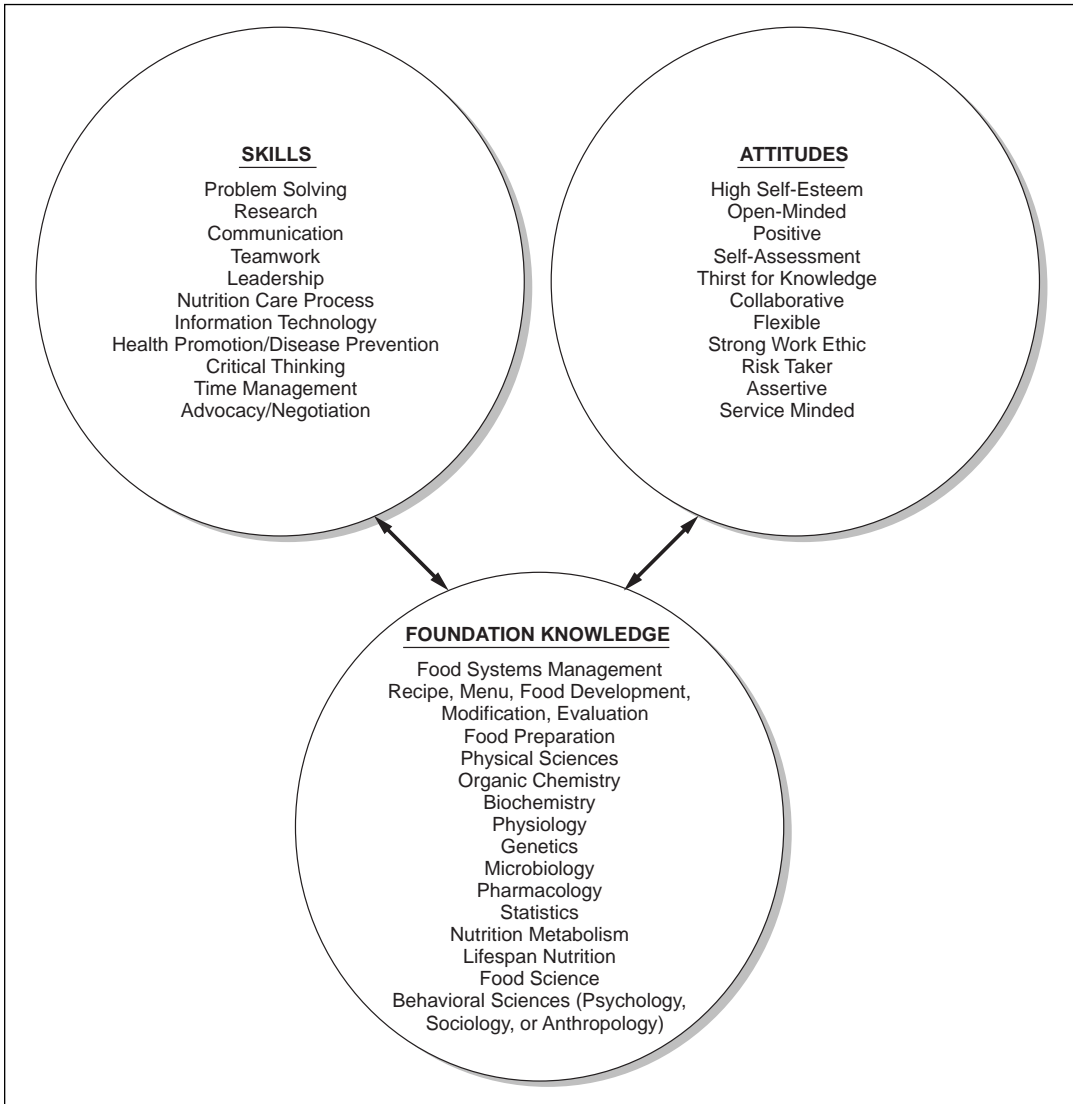 SKILLS
Problem Solving
Research
Communication
Teamwork
Leadership
Nutrition Care Process
Information Technology
Health Promotion/Disease Prevention
Critical Thinking
Time Management
Advocacy/Negotiation
ATTITUDES
High Self-Esteem
Open-Minded
Positive
Self-Assessment
Thirst for Knowledge
Collaborative
Flexible
Strong Work Ethic
Risk Taker
Assertive
Service Minded
FOUNDATION KNOWLEDGE
Food Systems Management
Recipe, Menu, Food Development,
Modification, Evaluation
Food Preparation
Physical Sciences
Organic Chemistry
Biochemistry
Physiology
Genetics
Microbiology
Pharmacology
Statistics
Nutrition Metabolism
Lifespan Nutrition
Food Science
Behavioral Sciences (Psychology,
Sociology, or Anthropology)